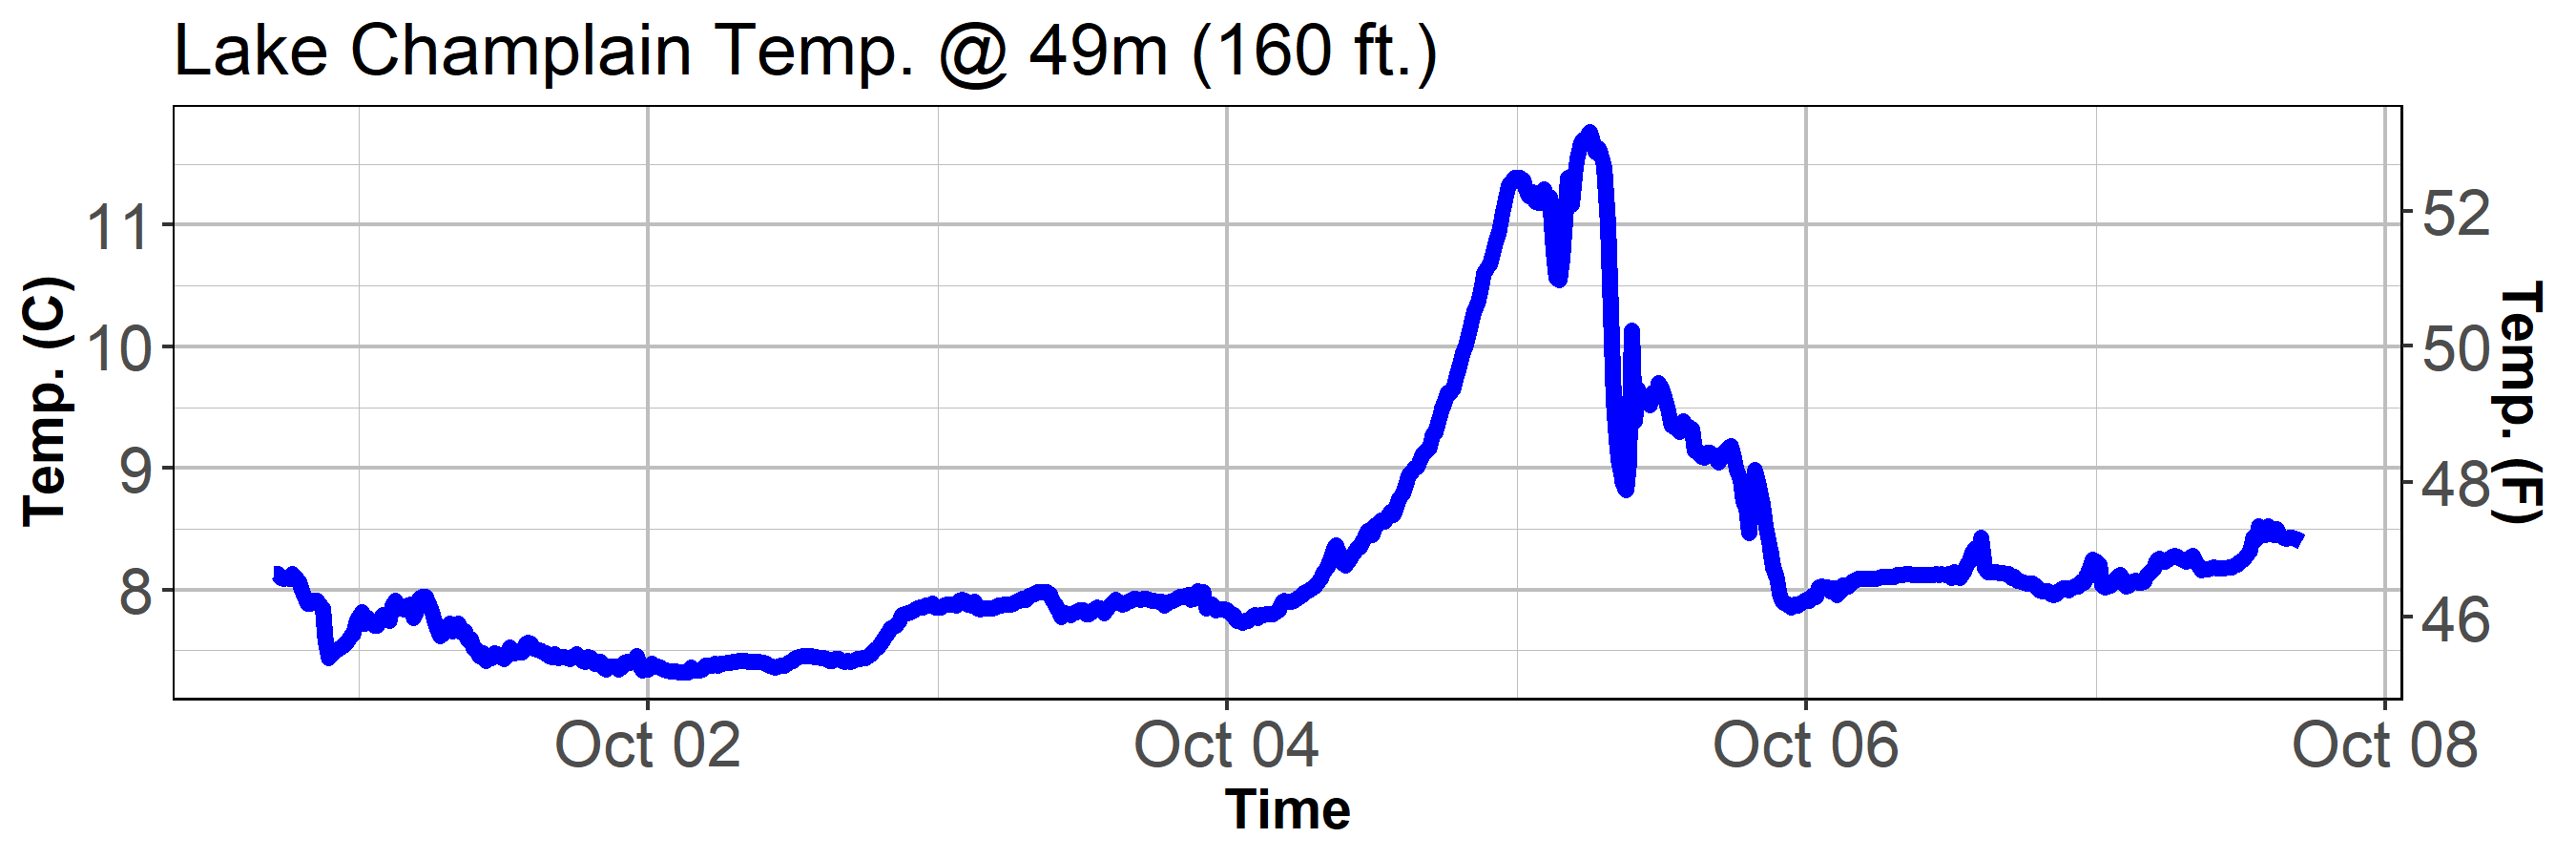 Lake Champlain Temp. @ 49m (160 ft.)
Temp. (C)
11
10
9
8
52
50
48
46
Temp. (F)
Oct 02
Oct 04
Oct 06
Oct 08
Time